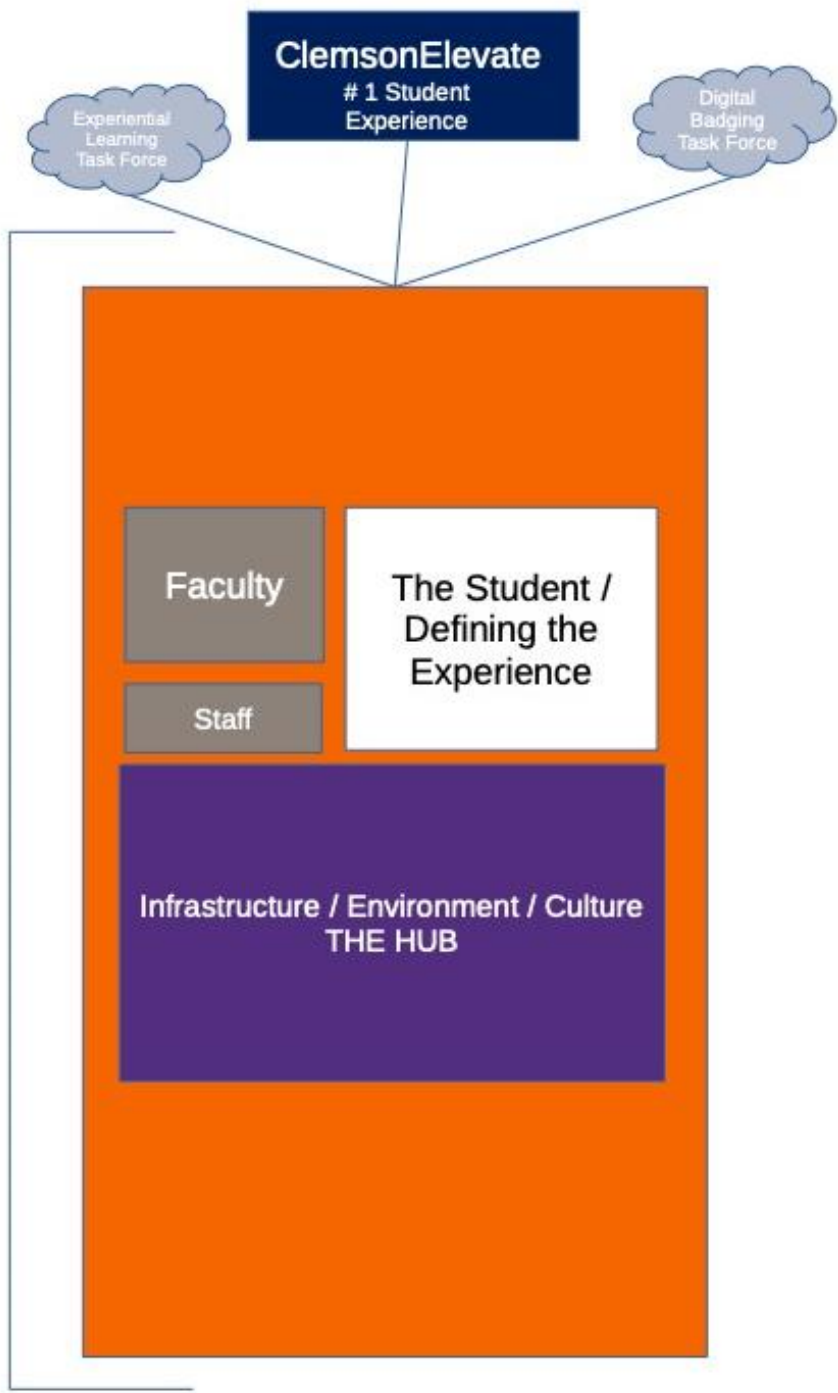 ClemsonElevate
# 1 Student
Experience
Experiential
Learning
Task Force
Digital
Badging
Task Force
Faculty
The Student /
Defining the
Experience
Staff
Infrastructure / Environment / Culture
THE HUB